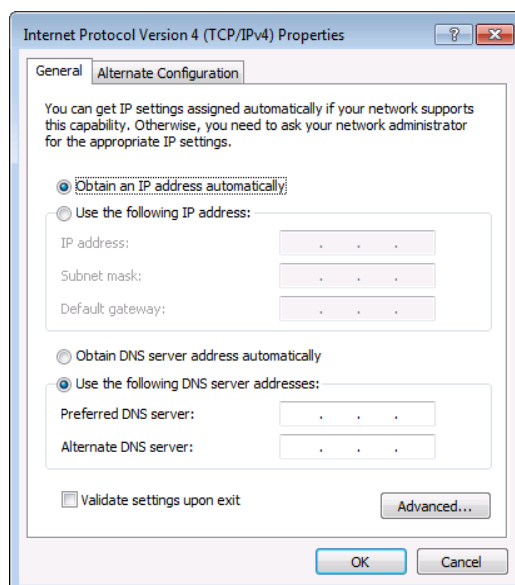 Internet Protocol Version 4 (TCP/IPv4) Properties
General
Alternate Configuration
You can get IP settings assigned automatically if your network supports
this capability. Otherwise, you need to ask your network administrator
for the appropriate IP settings.
Obtain an IP address automatically
Use the following IP address:
IP address:
Subnet mask:
Default gateway:
Obtain DNS server address automatically
Use the following DNS server addresses:
Preferred DNS server:
Alternate DNS server:
Validate settings upon exit
Advanced...
OK
Cancel